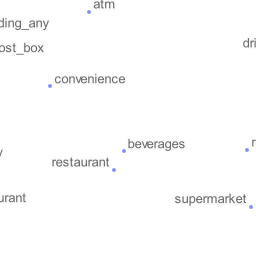 atm
ding_any
dri
ost_box
convenience
beverages
r
y
restaurant
urant
supermarket